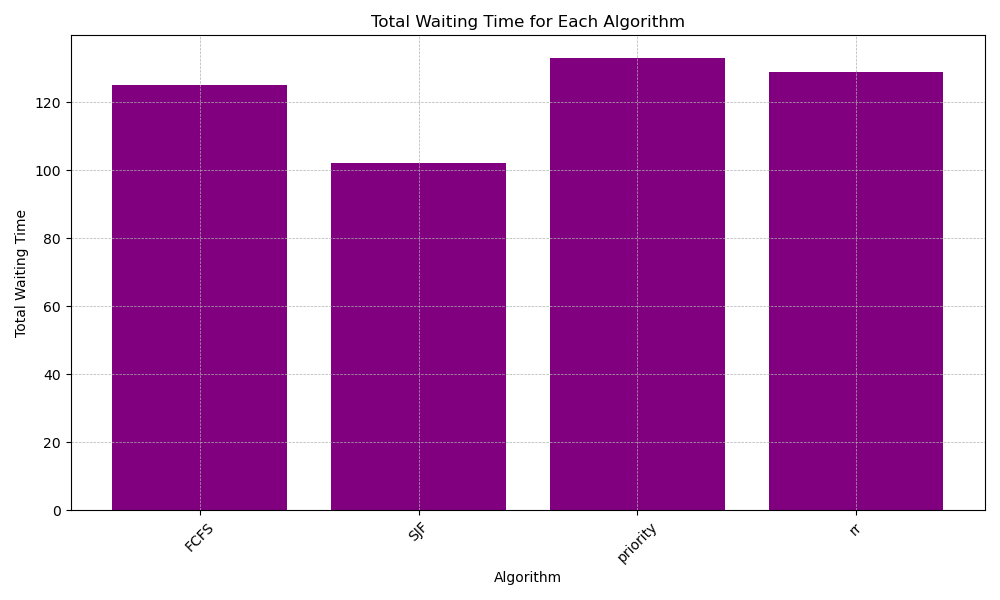 Total Waiting Time for Each Algorithm
Total Waiting Time
120
100
80
60
40
20
0
FCFS
SJF
priority
rr
Algorithm